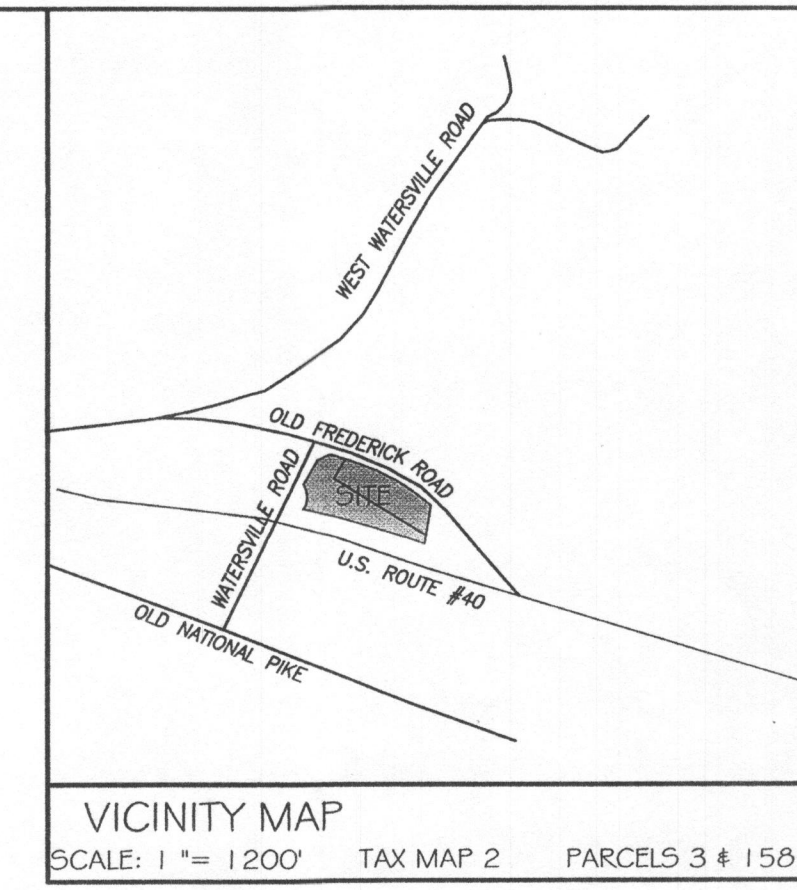 WEST WATERSVILLE ROAD
OLD FREDERICK ROAD
WATERSVILLE ROAD
SITE
U.S. ROUTE #40
OLD NATIONAL PIKE
VICINITY MAP
SCALE: 1 "= 1200' TAX MAP 2 PARCELS 3 & 158